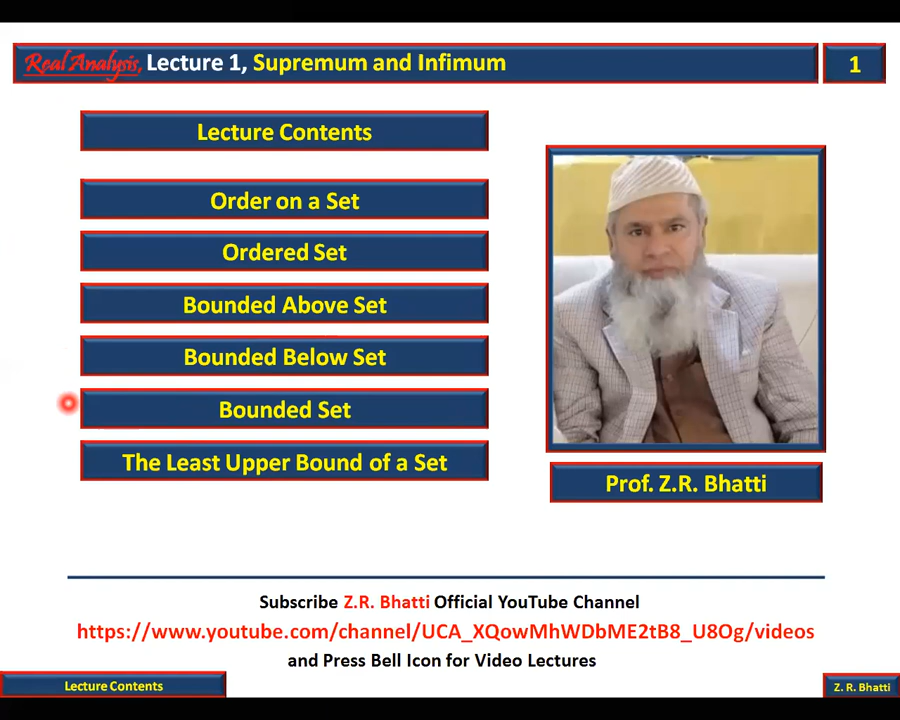 Real Analysis, Lecture 1, Supremum and Infimum
1
Lecture Contents
Order on a Set
Ordered Set
Bounded Above Set
Bounded Below Set
Bounded Set
The Least Upper Bound of a Set
Prof. Z.R. Bhatti
Subscribe Z.R. Bhatti Official YouTube Channel
https://www.youtube.com/channel/UCA_XQowMhWDbME2tB8_U8Og/videos
and Press Bell Icon for Video Lectures
Lecture Contents
Z. R. Bhatti